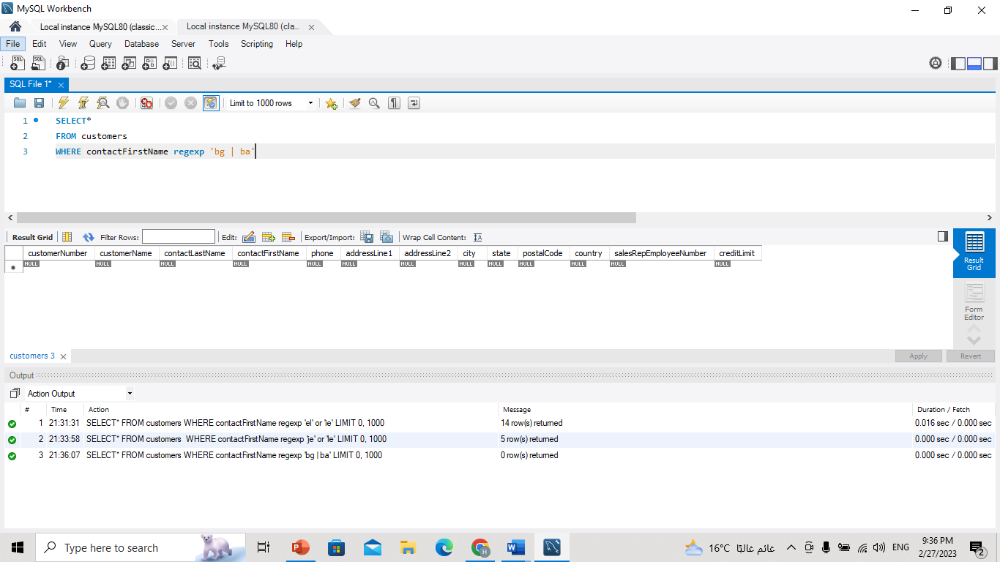 MySQL Workbench
Local instance MySQL80 (classic... × Local instance MySQL80 (cla... ×
File Edit View Query Database Server Tools Scripting Help
SQL File 1* ×
Limit to 1000 rows
1 SELECT*
2 FROM customers
3 WHERE contactFirstName regexp 'bg | ba'
Result Grid Filter Rows: Edit: Export/Import: Wrap Cell Content:
customerNumber customerName contactLastName contactFirstName phone addressLine1 addressLine2 city state postalCode country salesRepEmployeeNumber creditLimit
NULL NULL NULL NULL NULL NULL NULL NULL NULL NULL NULL NULL NULL
Result
Grid
Form
Editor
customers 3 × Apply Revert
Output
Action Output
# Time Action Message Duration / Fetch
1 21:31:31 SELECT* FROM customers WHERE contactFirstName regexp 'el' or 'ie' LIMIT 0, 1000 14 row(s) returned 0.016 sec / 0.000 sec
2 21:33:58 SELECT* FROM customers WHERE contactFirstName regexp 'je' or 'le' LIMIT 0, 1000 5 row(s) returned 0.000 sec / 0.000 sec
3 21:36:07 SELECT* FROM customers WHERE contactFirstName regexp 'bg | ba' LIMIT 0, 1000 0 row(s) returned 0.000 sec / 0.000 sec
Type here to search 16°C غائم غالبًا ENG 9:36 PM
2/27/2023 2